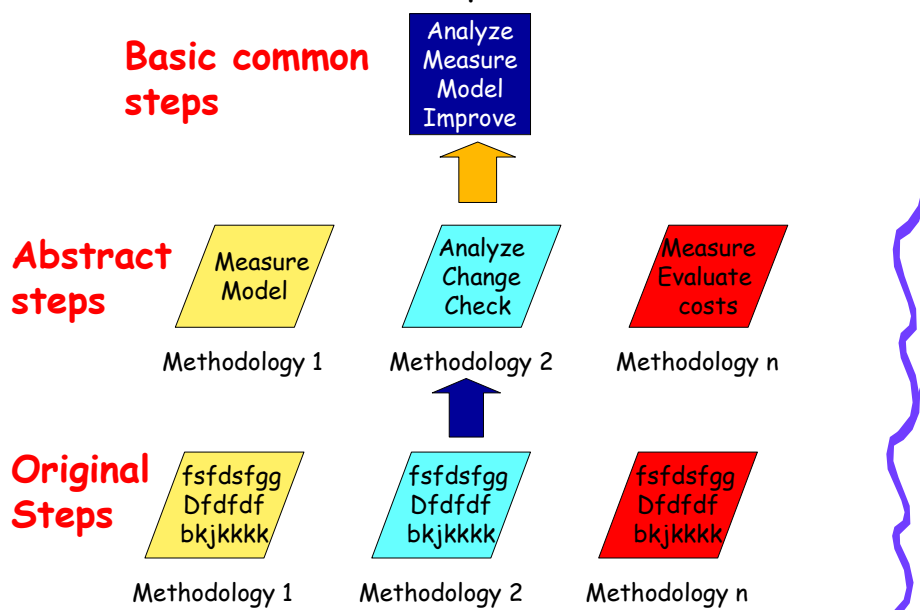 Basic common
steps
Analyze
Measure
Model
Improve
Abstract
steps
Measure
Model
Analyze
Change
Check
Measure
Evaluate
costs
Methodology 1
Methodology 2
Methodology n
Original
Steps
fsfdsfgg
Dfdfdf
bkjkkkk
fsfdsfgg
Dfdfdf
bkjkkkk
fsfdsfgg
Dfdfdf
bkjkkkk
Methodology 1
Methodology 2
Methodology n